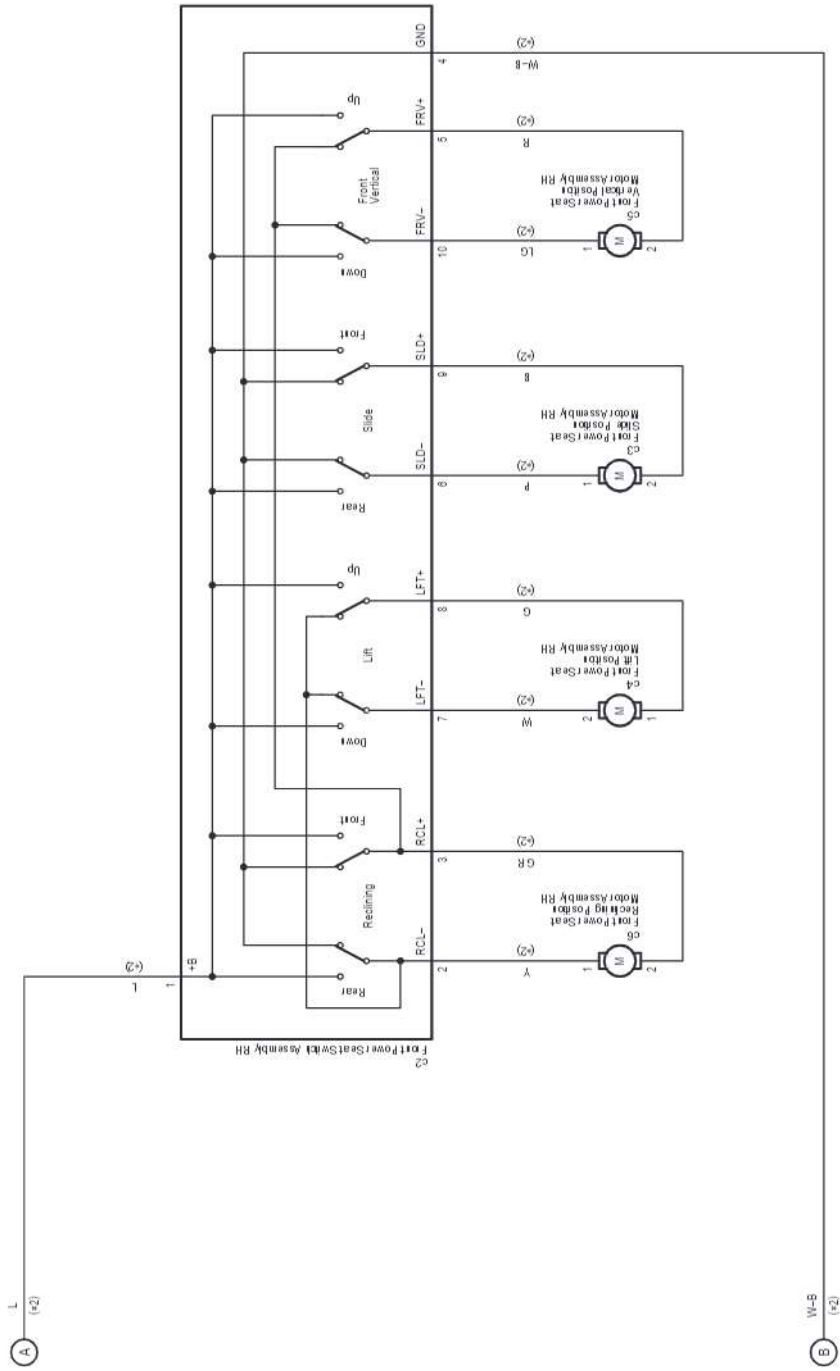 A
L
(*2)
L
(*2)
1
+B
c2
Front Power Seat Switch Assembly RH
Rear
Reclining
Front
Down
Lift
Up
Rear
Slide
Front
Down
Front
Vertical
Up
RCL-
RCL+
LFT-
LFT+
SLD-
SLD+
FRV-
FRV+
GND
2
3
7
8
6
9
10
5
4
Y
(*2)
GR
(*2)
W
(*2)
G
(*2)
P
(*2)
B
(*2)
LG
(*2)
R
(*2)
W-B
(*2)
1
M
2
c6
Front Power Seat
Reclining Position
Motor Assembly RH
2
M
1
c4
Front Power Seat
Lift Position
Motor Assembly RH
1
M
2
c3
Front Power Seat
Slide Position
Motor Assembly RH
1
M
2
c5
Front Power Seat
Vertical Position
Motor Assembly RH
B
W-B
(*2)